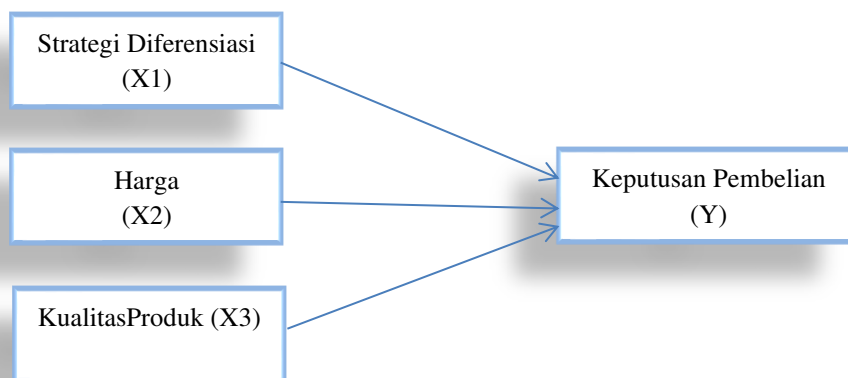 Strategi Diferensiasi
(X1)
Harga
(X2)
KualitasProduk (X3)
Keputusan Pembelian
(Y)